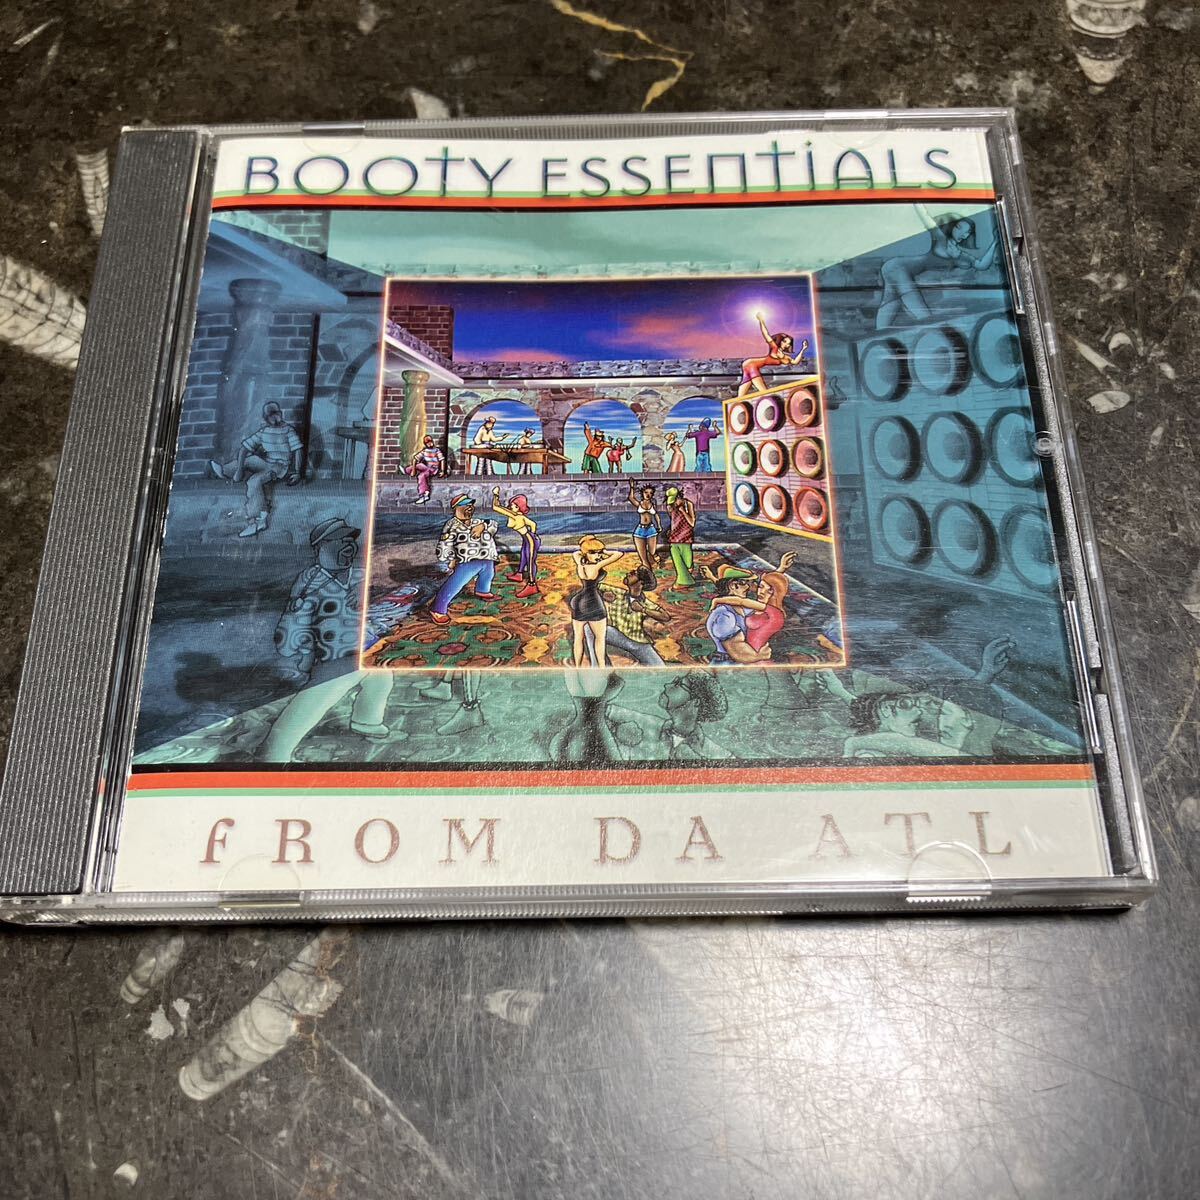 BOOTY ESSENTIALS
FROM DA ATL